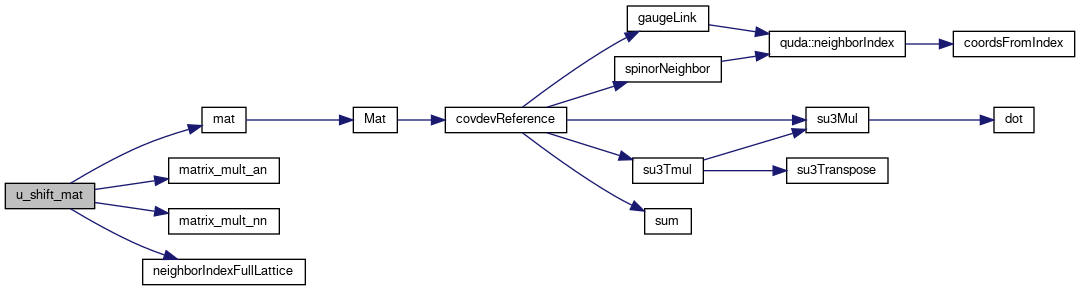 gaugeLink
quda::neighborIndex
coordsFromIndex
spinorNeighbor
mat
Mat
covdevReference
su3Mul
dot
matrix_mult_an
su3Tmul
su3Transpose
u_shift_mat
matrix_mult_nn
sum
neighborIndexFullLattice